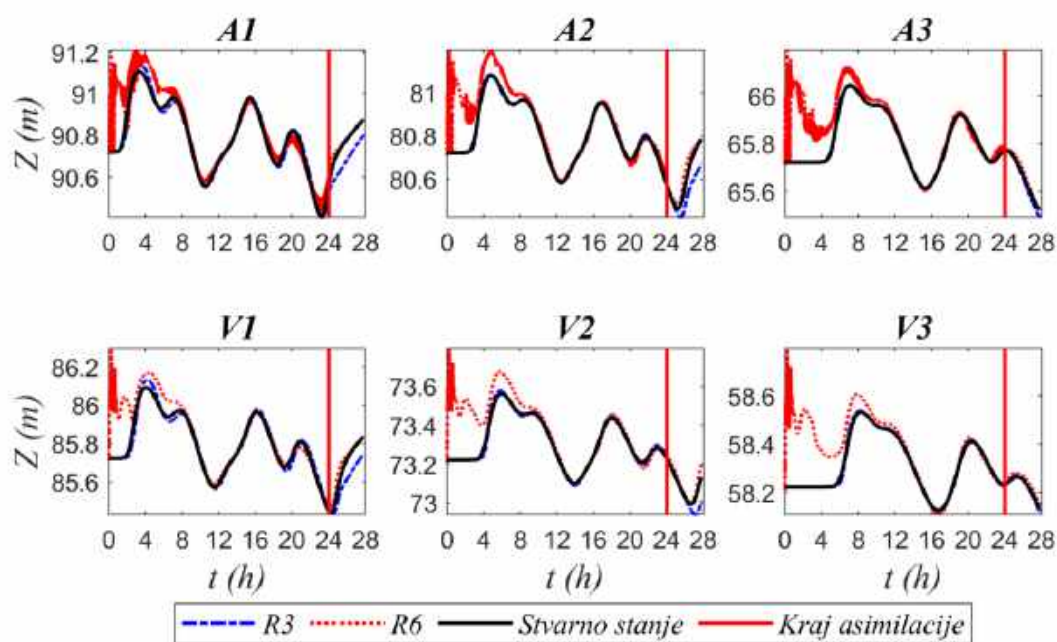 A1 A2 A3
91.2
91
90.8
90.6
Z (m)
0 4 8 12 16 20 24 28
81
80.8
80.6
0 4 8 12 16 20 24 28
66
65.8
65.6
0 4 8 12 16 20 24 28
V1 V2 V3
86.2
86
85.8
85.6
Z (m)
0 4 8 12 16 20 24 28
t (h)
73.6
73.4
73.2
73
0 4 8 12 16 20 24 28
t (h)
58.6
58.4
58.2
0 4 8 12 16 20 24 28
t (h)
R3 R6 Stvarno stanje Kraj asimilacije